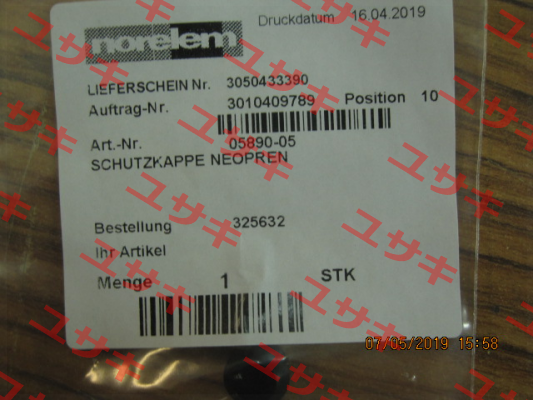 Druckdatum 16.04.2019
norelem
LIEFERSCHEIN Nr. 3050433390
Auftrag-Nr. 3010409789 Position 10
Art.-Nr. 05890-05
SCHUTZKAPPE NEOPREN
Bestellung 325632
Ihr Artikel
Menge 1 STK
07/05/2019 15:58
ユサキ